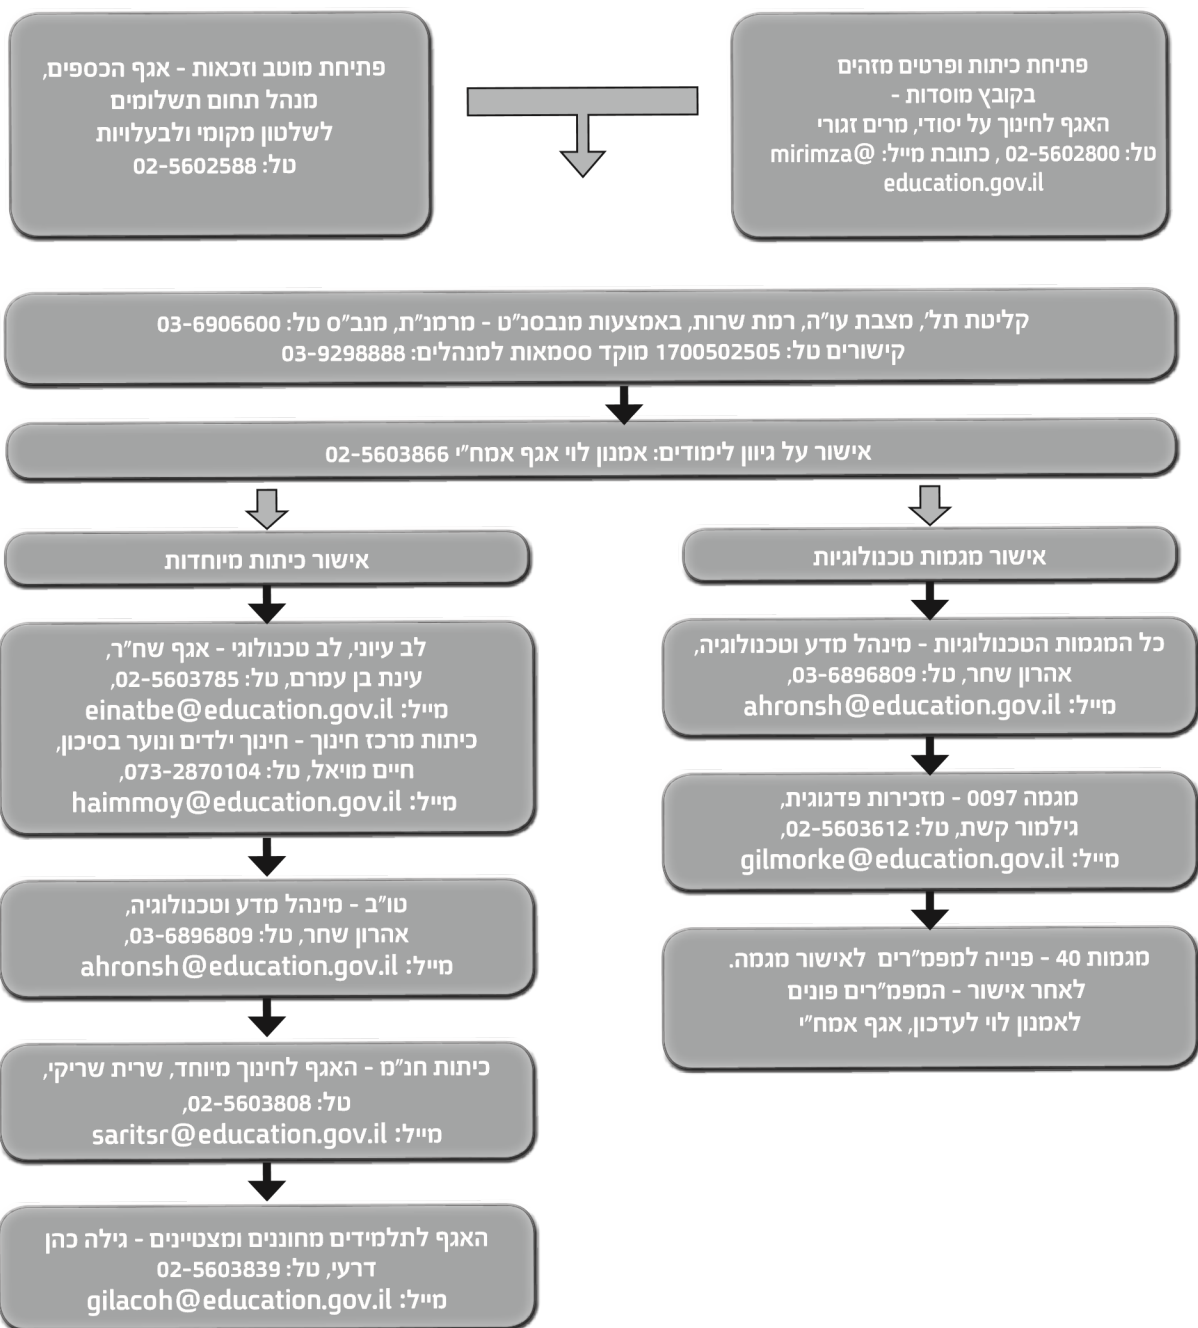 פתיחת כיתות ופרטים מזהים
בקובץ מוסדות -
האגף לחינוך על יסודי, מרים זגורי
טל: 02-5602800 , כתובת מייל: @mirimza
education.gov.il
פתיחת מוטב וזכאות - אגף הכספים,
מנהל תחום תשלומים
לשלטון מקומי ולבעלויות
טל: 02-5602588
קליטת תל', מצבת עו"ה, רמת שרות, באמצעות מנבסנ"ט - מרמנ"ת, מנב"ס טל: 03-6906600
קישורים טל: 1700502505 מוקד ססמאות למנהלים: 03-9298888
אישור על גיוון לימודים: אמנון לוי אגף אמח"י 02-5603866
אישור מגמות טכנולוגיות
כל המגמות הטכנולוגיות - מינהל מדע וטכנולוגיה,
אהרון שחר, טל: 03-6896809,
מייל: ahronsh@education.gov.il
מגמה 0097 - מזכירות פדגוגית,
גילמור קשת, טל: 02-5603612,
מייל: gilmorke@education.gov.il
מגמות 40 - פנייה למפמ"רים לאישור מגמה.
לאחר אישור - המפמ"רים פונים
לאמנון לוי לעדכון, אגף אמח"י
אישור כיתות מיוחדות
לב עיוני, לב טכנולוגי - אגף שח"ר,
עינת בן עמרם, טל: 02-5603785,
מייל: einatbe@education.gov.il
כיתות מרכז חינוך - חינוך ילדים ונוער בסיכון,
חיים מויאל, טל: 073-2870104,
מייל: haimmoy@education.gov.il
טו"ב - מינהל מדע וטכנולוגיה,
אהרון שחר, טל: 03-6896809,
מייל: ahronsh@education.gov.il
כיתות חנ"מ - האגף לחינוך מיוחד, שרית שריקי,
טל: 02-5603808,
מייל: saritsr@education.gov.il
האגף לתלמידים מחוננים ומצטיינים - גילה כהן
דרעי, טל: 02-5603839
מייל: gilacoh@education.gov.il